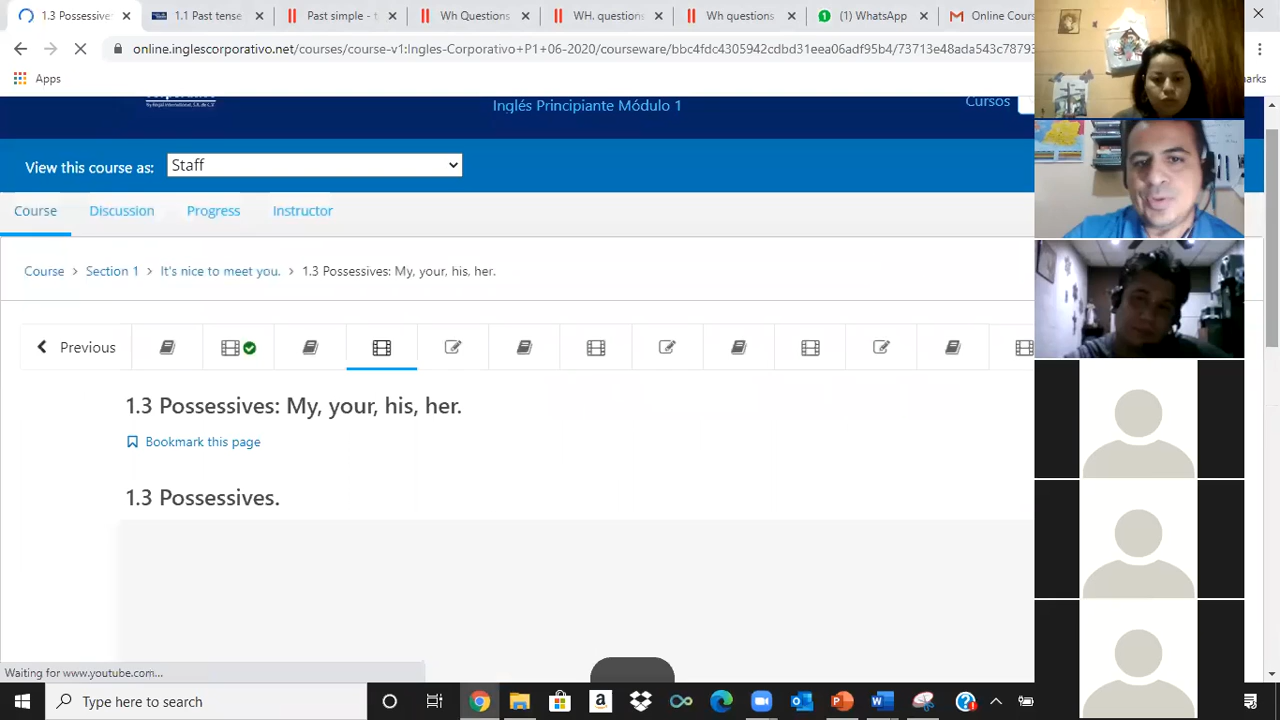 1.3 Possessive
1.1 Past tense
Past simple -
Wh Questions
WH. questions
Wh questions
(1) WhatsApp
Online Cours
online.inglescorporativo.net/courses/course-v1:Ingles-Corporativo+P1+06-2020/courseware/bbc4fdc4305942cdbd31eea06adfe2b4/73713e48ada543c78793
Apps
Inglés Principiante Módulo 1
Cursos
View this course as:
Staff
Course
Discussion
Progress
Instructor
Course > Section 1 > It's nice to meet you. > 1.3 Possessives: My, your, his, her.
Previous
1.3 Possessives: My, your, his, her.
Bookmark this page
1.3 Possessives.
Waiting for www.youtube.com...
Type here to search